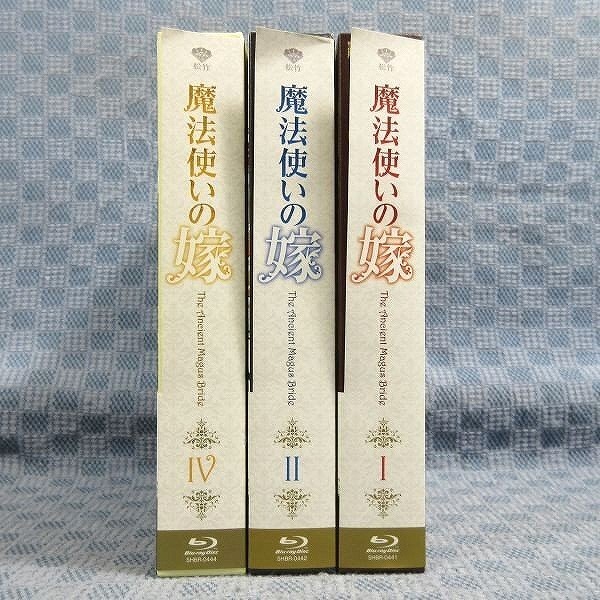 松竹
魔法使いの嫁
The Ancient Magus Bride
IV
Blu-ray Disc
SHBR-0444
松竹
魔法使いの嫁
The Ancient Magus Bride
II
Blu-ray Disc
SHBR-0442
松竹
魔法使いの嫁
The Ancient Magus Bride
I
Blu-ray Disc
SHBR-0441